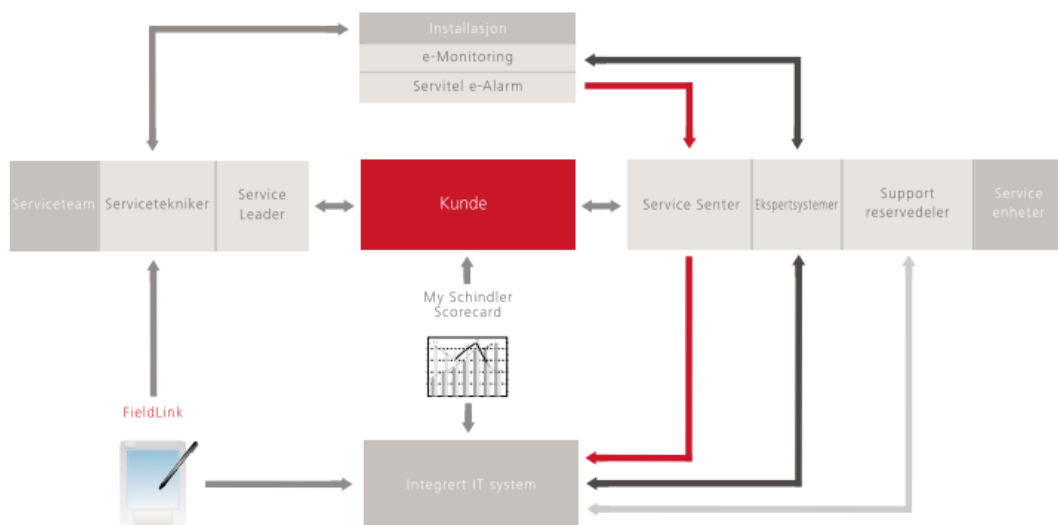 Installasjon
e-Monitoring
Servitel e-Alarm
Serviceteam
Servicetekniker
Service
Leader
Kunde
Service Senter
Ekspertsystemer
Support
reservedeler
Service
enheter
My Schindler
Scorecard
FieldLink
Integrert IT system